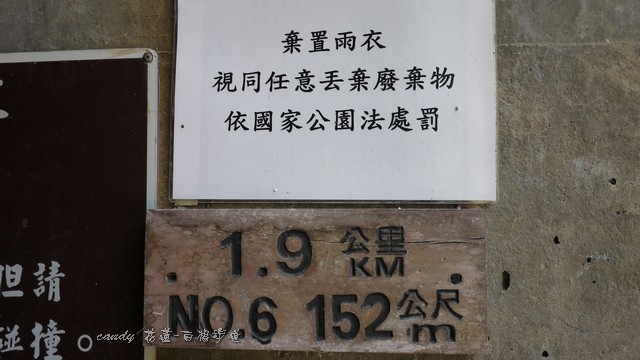 棄置雨衣
視同任意丟棄廢棄物
依國家公園法處罰
. 1.9 公里 KM .
NO.6 152 公尺 m
請
碰撞。
candy 花蓮-白楊步道